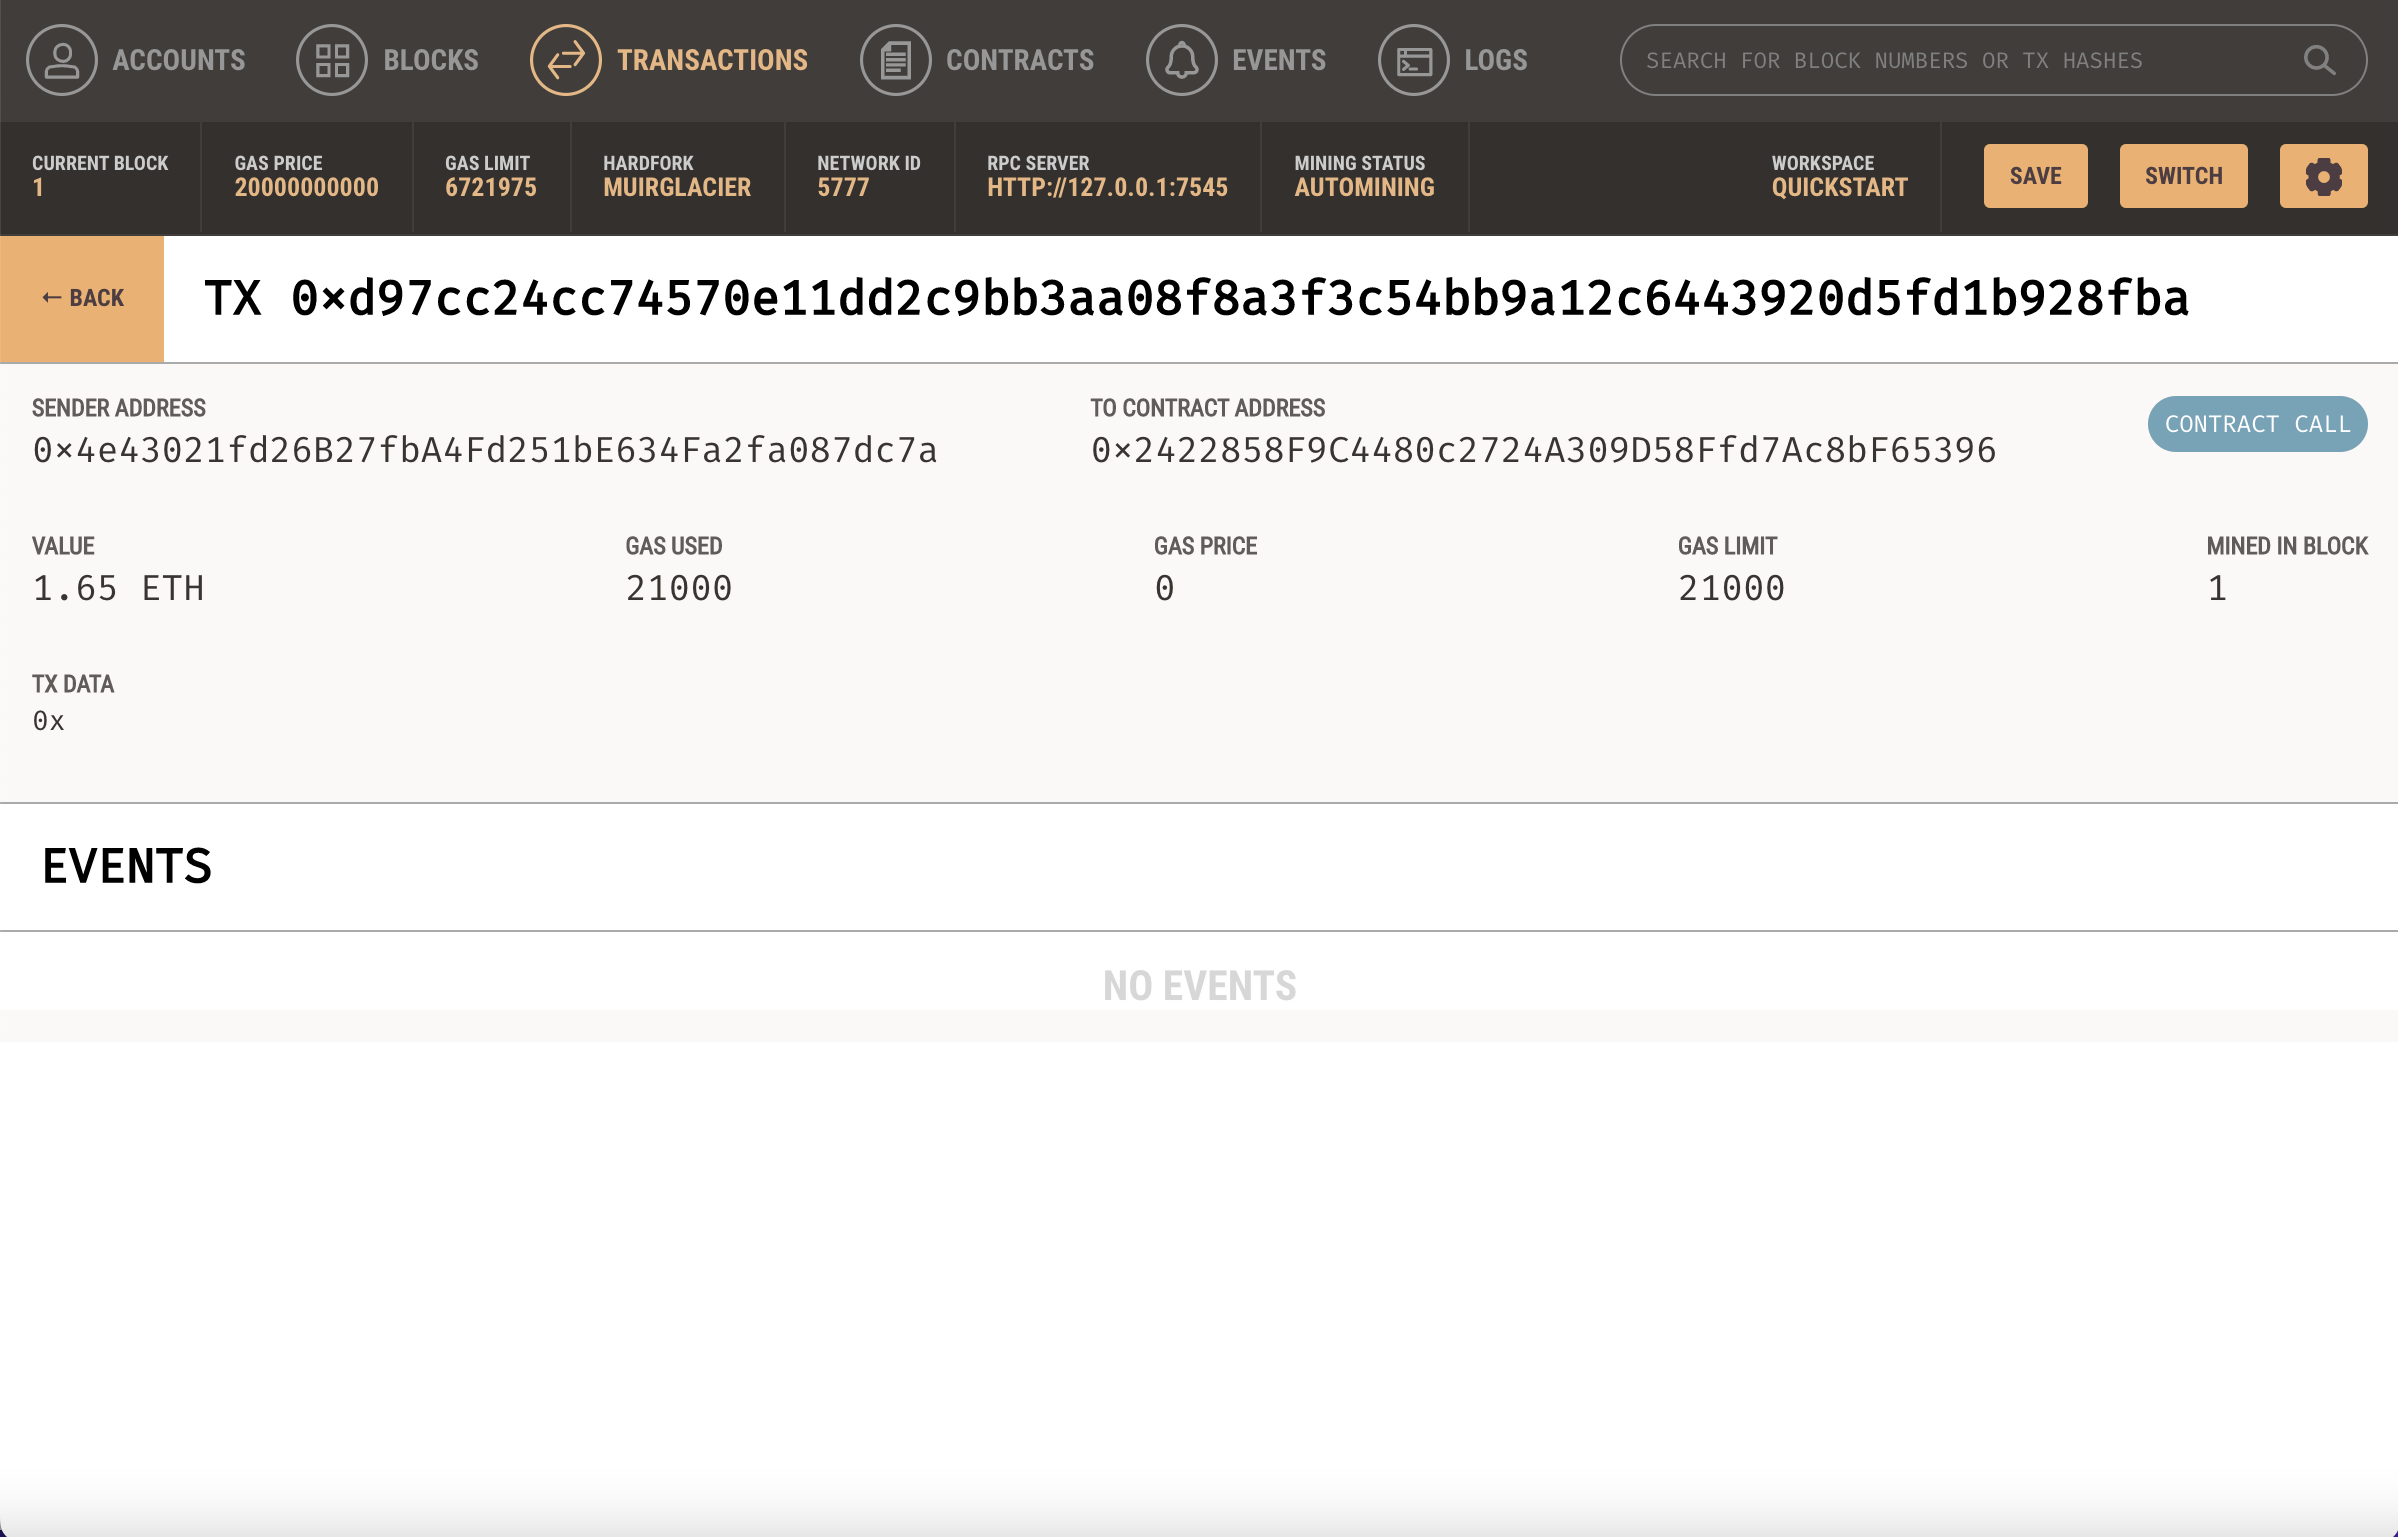 ACCOUNTS BLOCKS TRANSACTIONS CONTRACTS EVENTS LOGS SEARCH FOR BLOCK NUMBERS OR TX HASHES
CURRENT BLOCK GAS PRICE GAS LIMIT HARDFORK NETWORK ID RPC SERVER MINING STATUS WORKSPACE
1 20000000000 6721975 MUIRGLACIER 5777 HTTP://127.0.0.1:7545 AUTOMINING QUICKSTART SAVE SWITCH
← BACK TX 0×d97cc24cc74570e11dd2c9bb3aa08f8a3f3c54bb9a12c6443920d5fd1b928fba
SENDER ADDRESS TO CONTRACT ADDRESS
0×4e43021fd26B27fbA4Fd251bE634Fa2fa087dc7a 0×2422858F9C4480c2724A309D58Ffd7Ac8bF65396 CONTRACT CALL
VALUE GAS USED GAS PRICE GAS LIMIT MINED IN BLOCK
1.65 ETH 21000 0 21000 1
TX DATA
0x
EVENTS
NO EVENTS